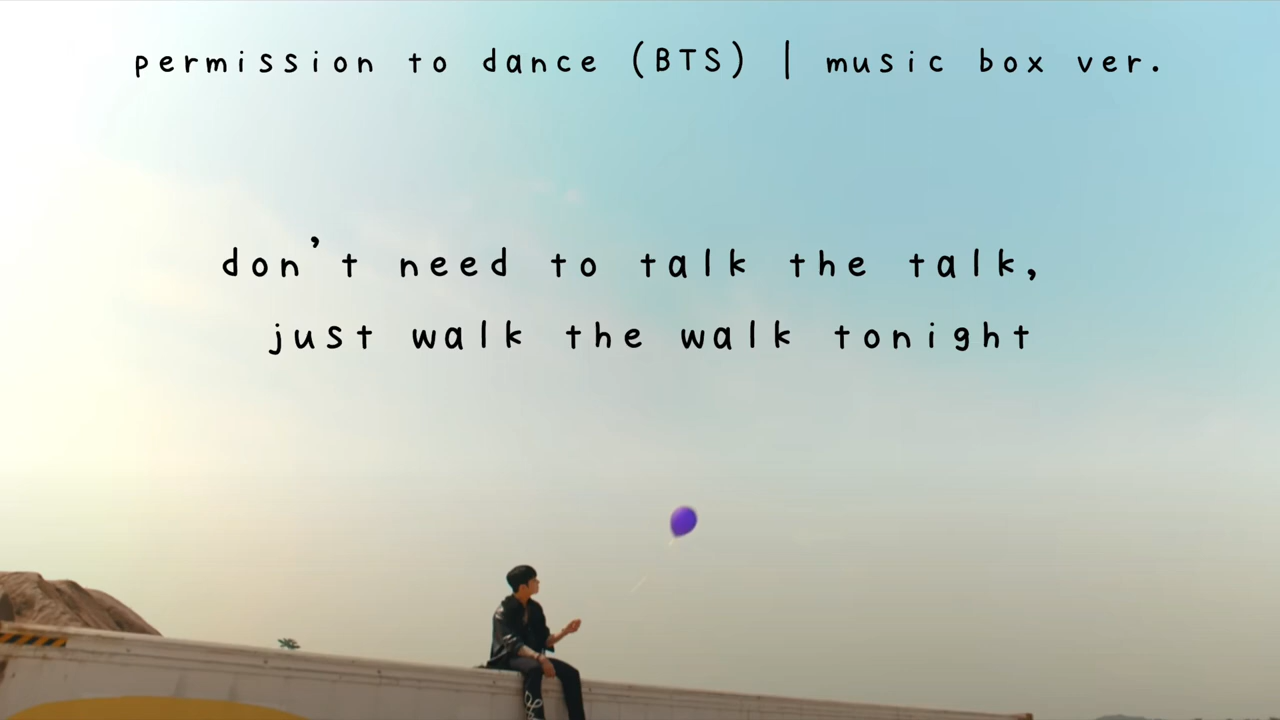 permission to dance (BTS) | music box ver.
don't need to talk the talk,
just walk the walk tonight